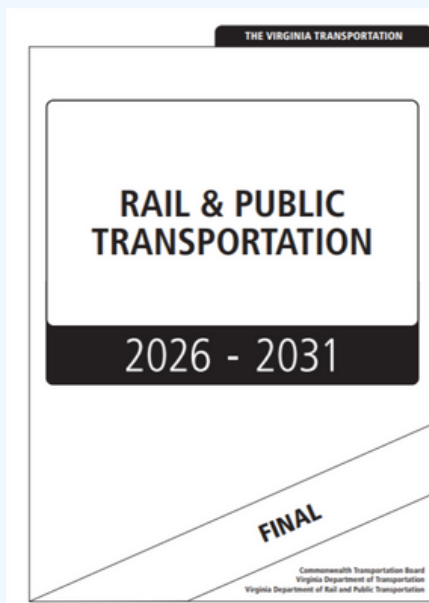 THE VIRGINIA TRANSPORTATION
RAIL & PUBLIC
TRANSPORTATION
2026 - 2031
FINAL
Commonwealth Transportation Board
Virginia Department of Transportation
Virginia Department of Rail and Public Transportation